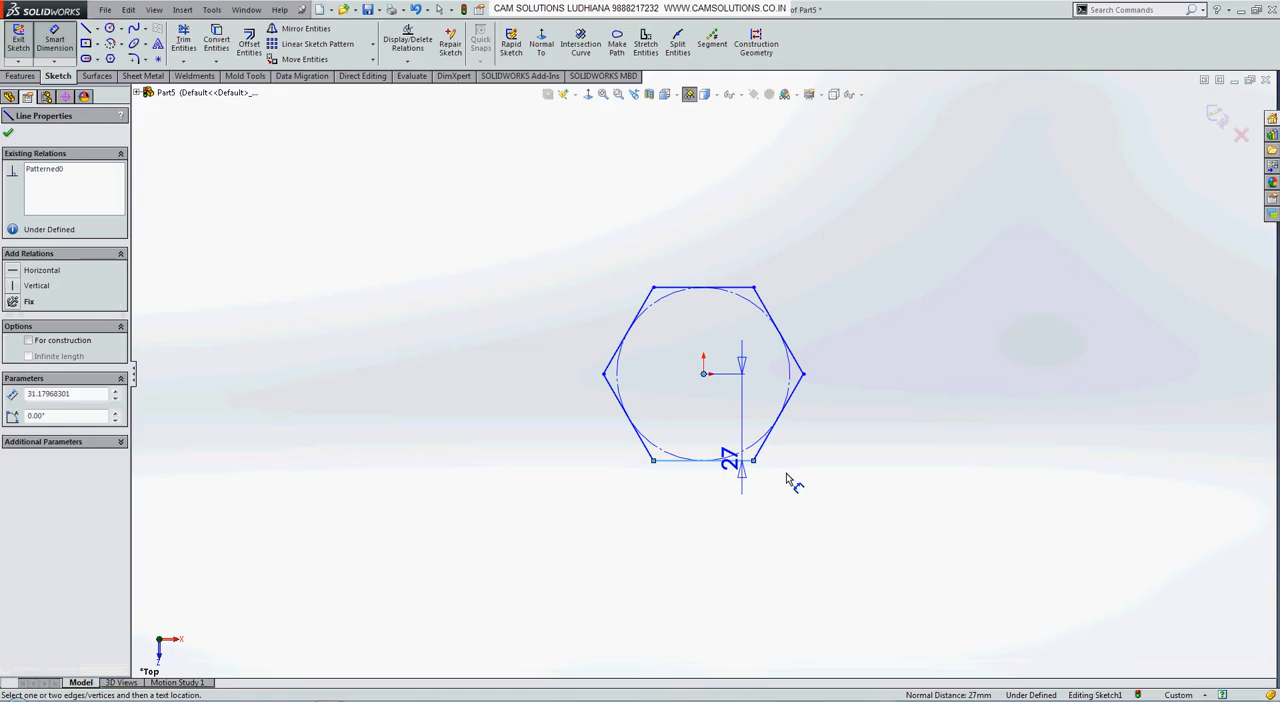 SOLIDWORKS File Edit View Insert Tools Window Help CAM SOLUTIONS LUDHIANA 9888217232 WWW.CAMSOLUTIONS.CO.IN of Part5 * Search Commands
Exit Sketch Smart Dimension Trim Entities Convert Entities Offset Entities Mirror Entities Linear Sketch Pattern Move Entities Display/Delete Relations Repair Sketch Quick Snaps Rapid Sketch Normal To Intersection Curve Make Path Stretch Entities Split Entities Segment Construction Geometry
Features Sketch Surfaces Sheet Metal Weldments Mold Tools Data Migration Direct Editing Evaluate DimXpert SOLIDWORKS Add-Ins SOLIDWORKS MBD
Part5 (Default<<Default>_...
Line Properties ?
Existing Relations
Patterned0
Under Defined
Add Relations
Horizontal
Vertical
Fix
Options
For construction
Infinite length
Parameters
31.17968301
0.00°
Additional Parameters
27
X
Z
*Top
Model 3D Views Motion Study 1
Select one or two edges/vertices and then a text location. Normal Distance: 27mm Under Defined Editing Sketch1 Custom